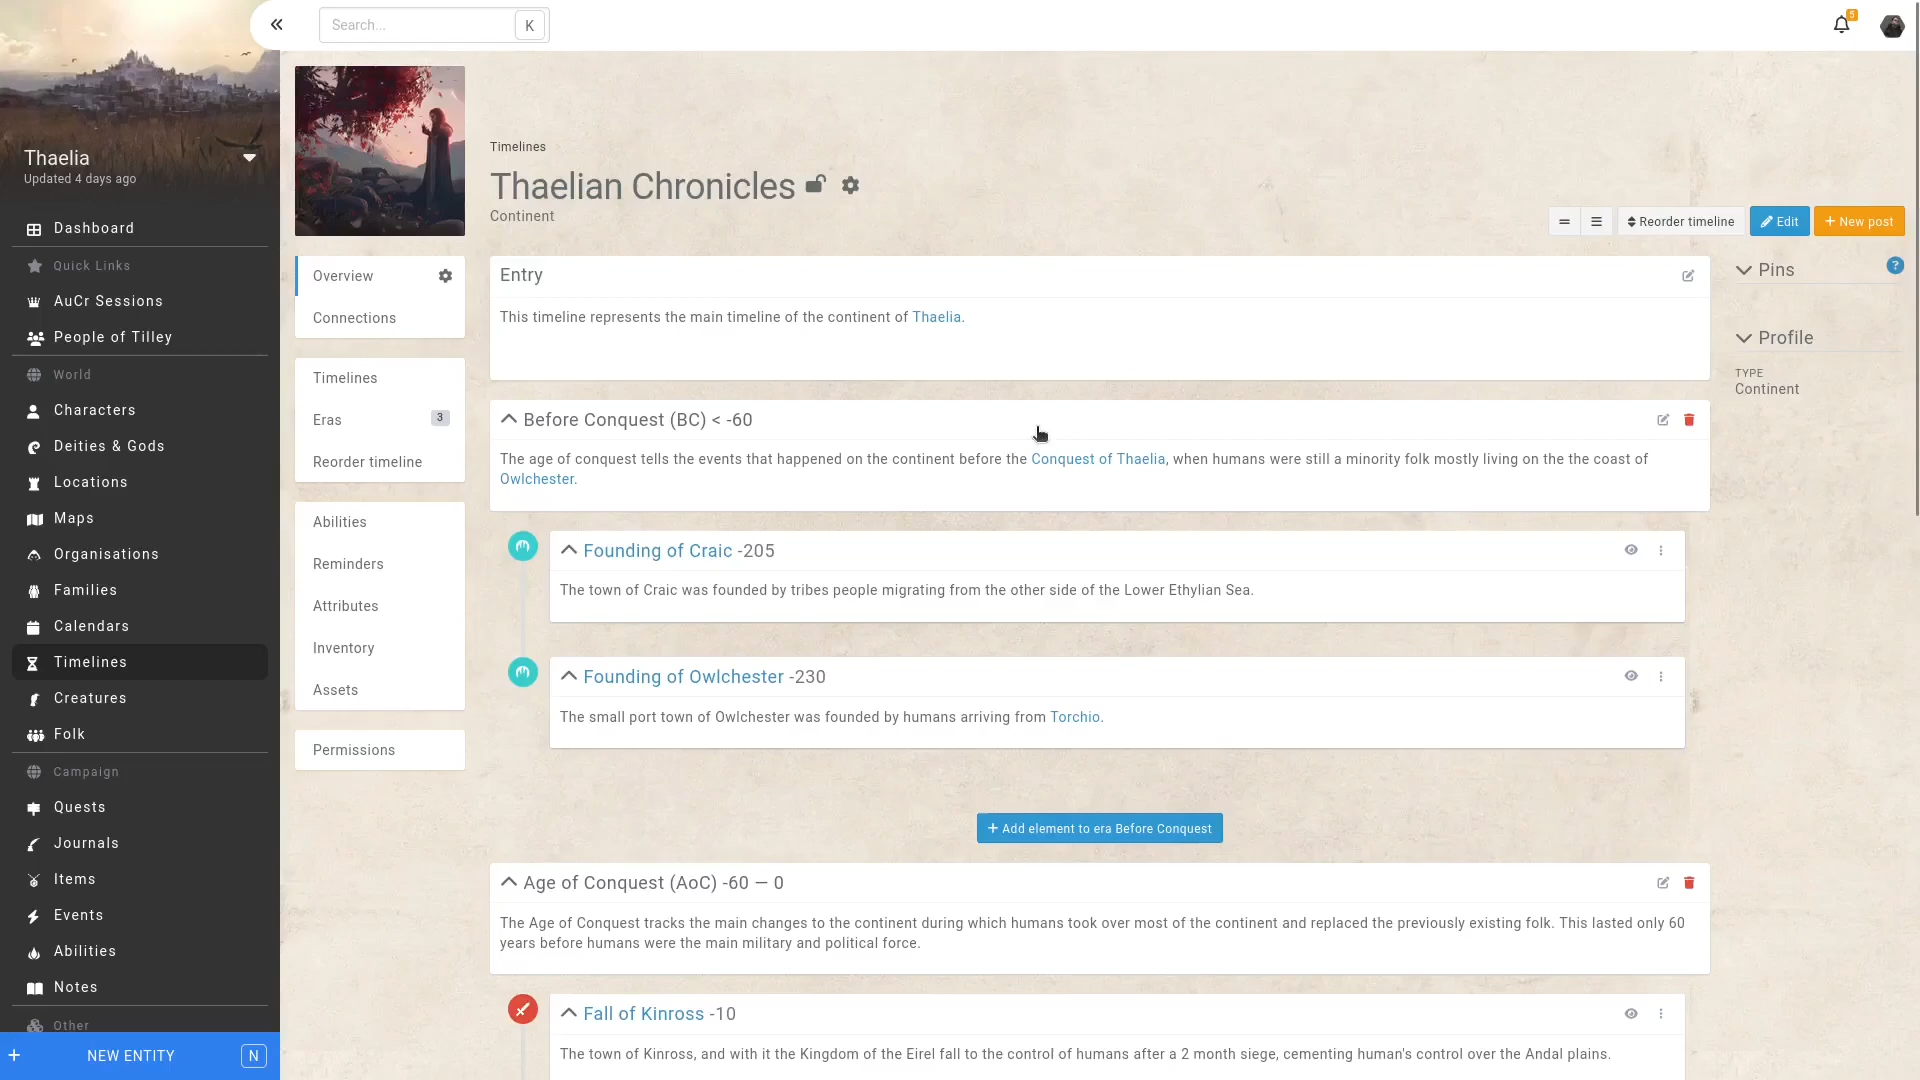 Search...
K
5
Thaelia
Updated 4 days ago
Dashboard
Quick Links
AuCr Sessions
People of Tilley
World
Characters
Deities & Gods
Locations
Maps
Organisations
Families
Calendars
Timelines
Creatures
Folk
Campaign
Quests
Journals
Items
Events
Abilities
Notes
Other
+ NEW ENTITY N
Timelines
Thaelian Chronicles
Continent
Reorder timeline
Edit
+ New post
Overview
Connections
Timelines
Eras 3
Reorder timeline
Abilities
Reminders
Attributes
Inventory
Assets
Permissions
Entry
This timeline represents the main timeline of the continent of Thaelia.
Before Conquest (BC) < -60
The age of conquest tells the events that happened on the continent before the Conquest of Thaelia, when humans were still a minority folk mostly living on the the coast of
Owlchester.
Founding of Craic -205
The town of Craic was founded by tribes people migrating from the other side of the Lower Ethylian Sea.
Founding of Owlchester -230
The small port town of Owlchester was founded by humans arriving from Torchio.
+ Add element to era Before Conquest
Age of Conquest (AoC) -60 — 0
The Age of Conquest tracks the main changes to the continent during which humans took over most of the continent and replaced the previously existing folk. This lasted only 60
years before humans were the main military and political force.
Fall of Kinross -10
The town of Kinross, and with it the Kingdom of the Eirel fall to the control of humans after a 2 month siege, cementing human's control over the Andal plains.
Pins
?
Profile
TYPE
Continent